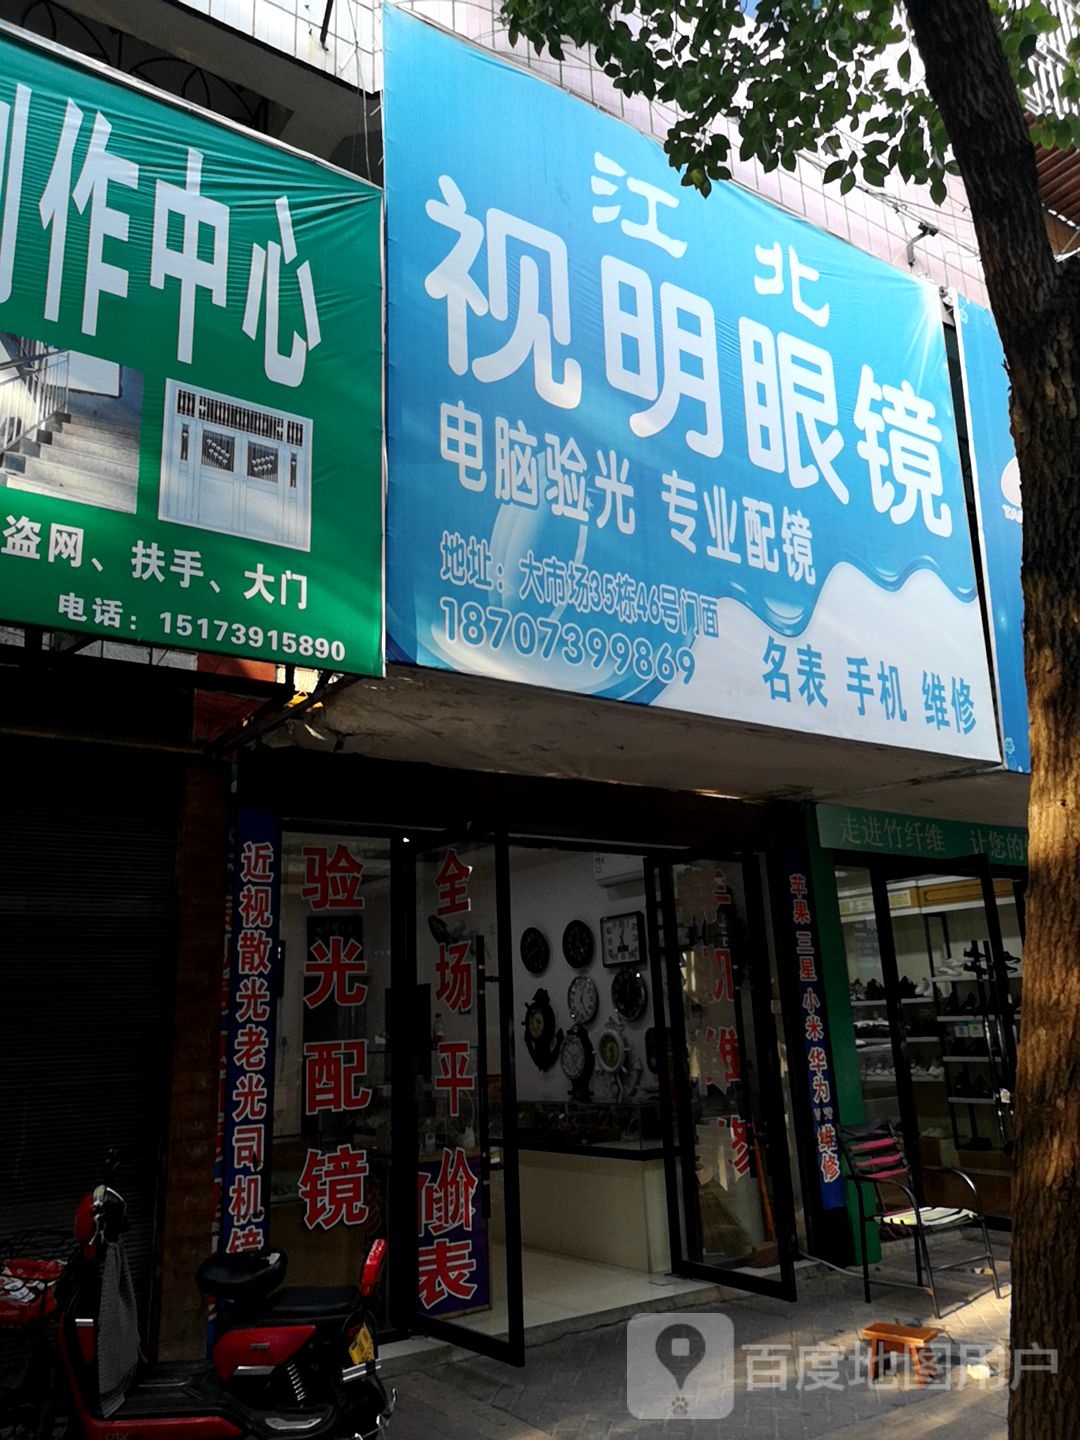 作中心
盗网、扶手、大门
电话：15173915890
江北
视明眼镜
电脑验光 专业配镜
地址：大市场35栋46号门面
18707399869
名表 手机 维修
走进竹纤维 让您的
近视散光老光司机镜
验光配镜
全场平价
表
手机维修
苹果 三星 小米 华为 维修
百度地图用户